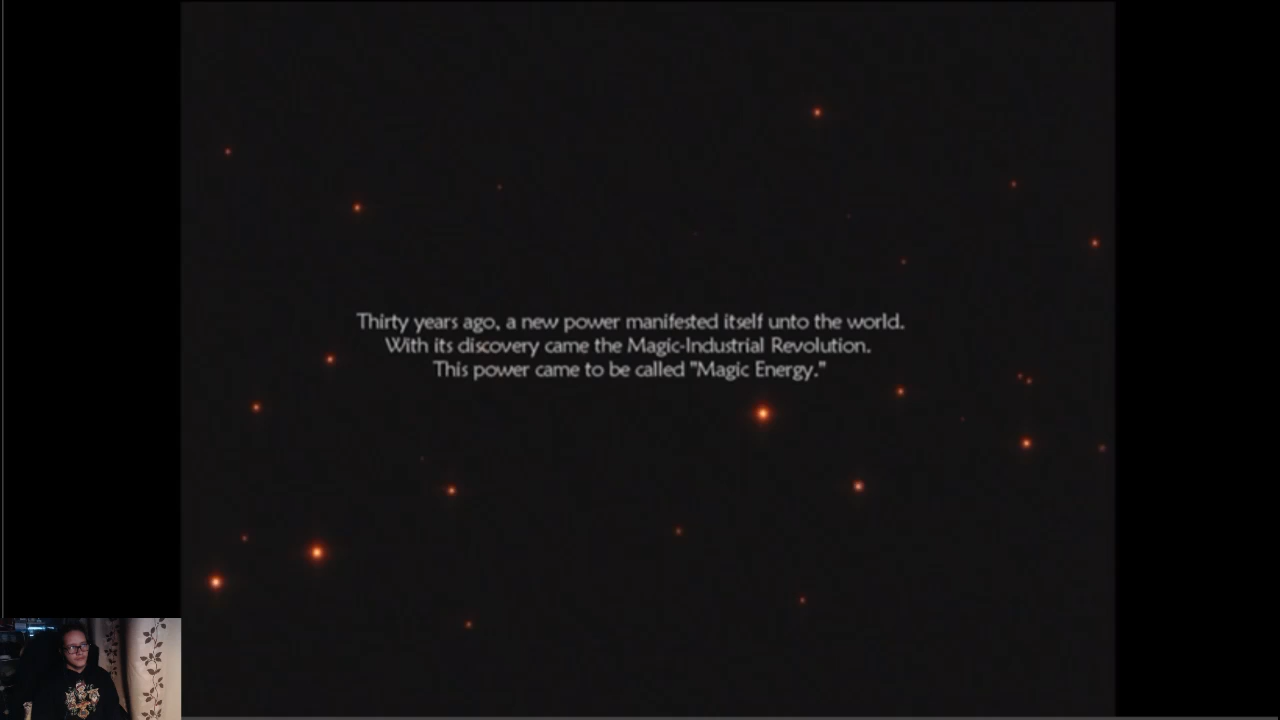 Thirty years ago, a new power manifested itself unto the world.
With its discovery came the Magic-Industrial Revolution.
This power came to be called "Magic Energy."